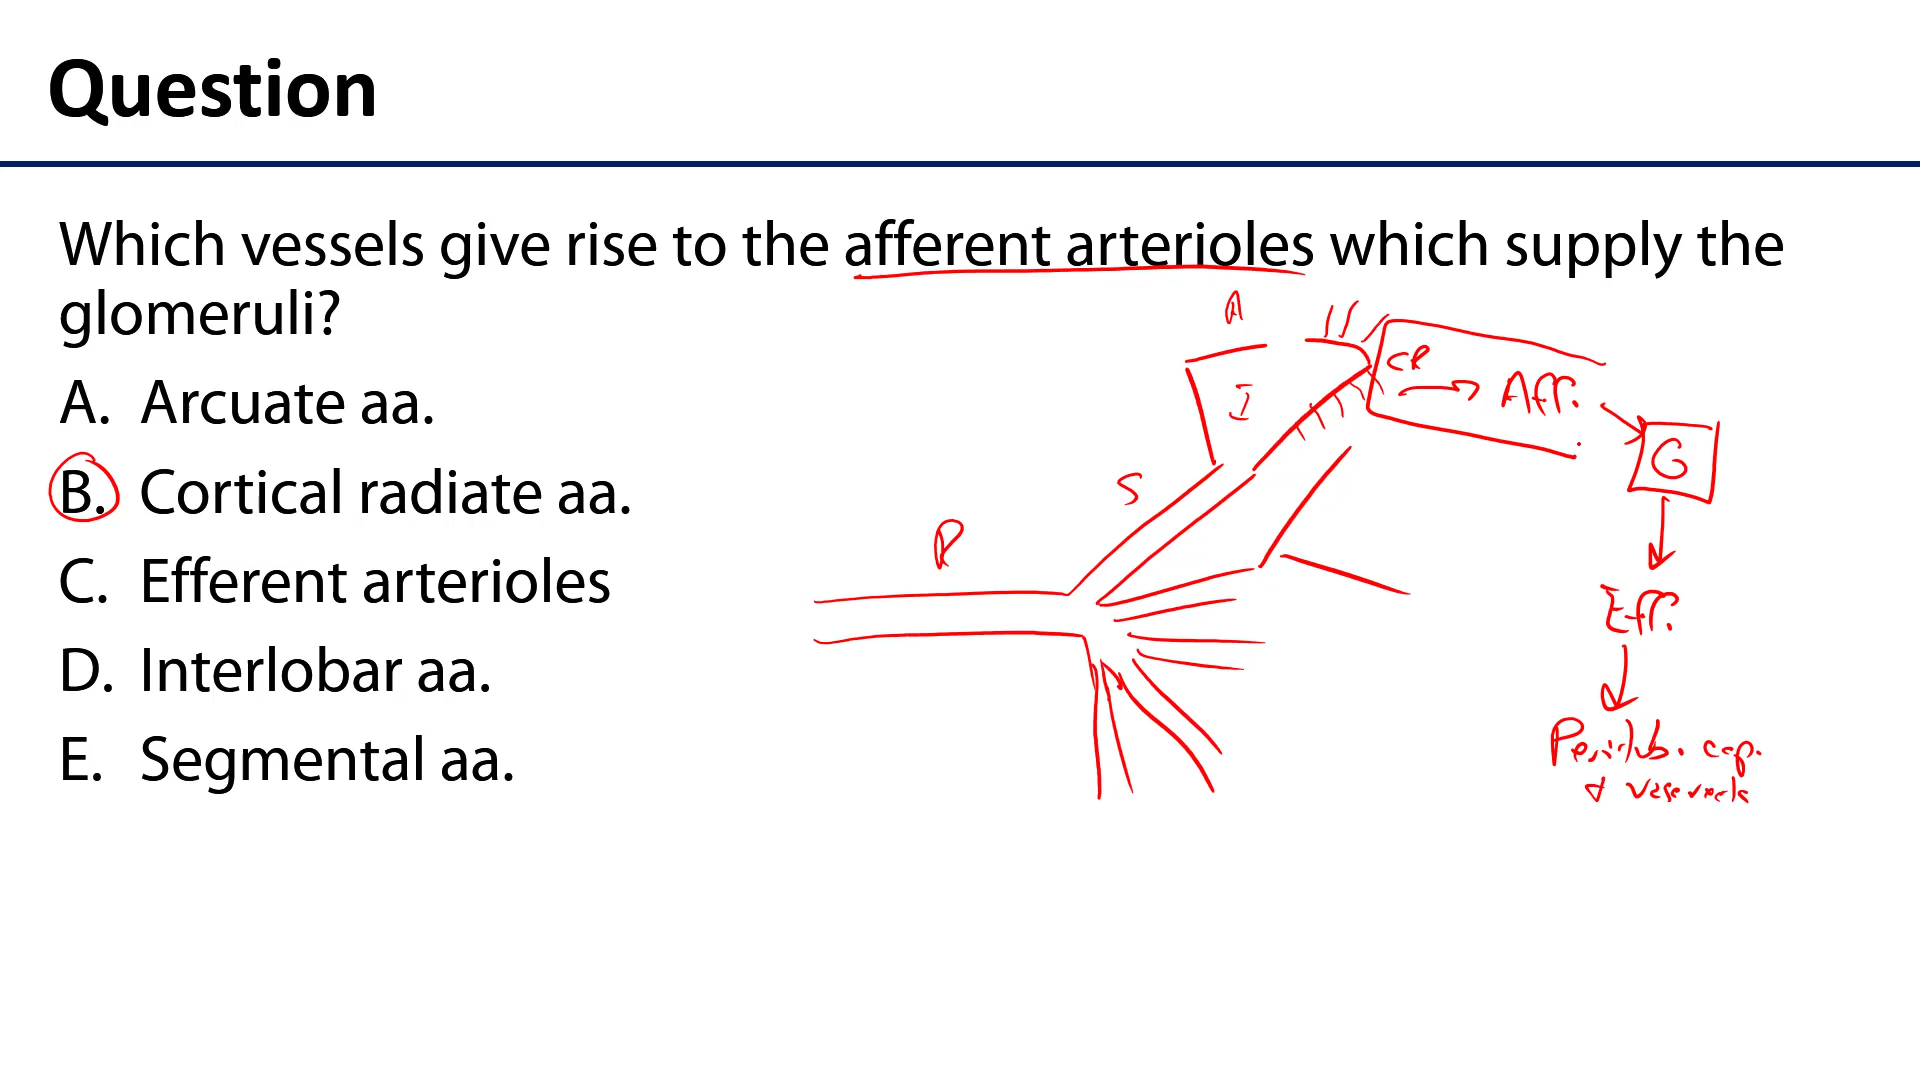 Question
Which vessels give rise to the afferent arterioles which supply the
glomeruli?
A. Arcuate aa.
B. Cortical radiate aa.
C. Efferent arterioles
D. Interlobar aa.
E. Segmental aa.
A
I
S
R
CR
Aff.
G
Eff.
cap.